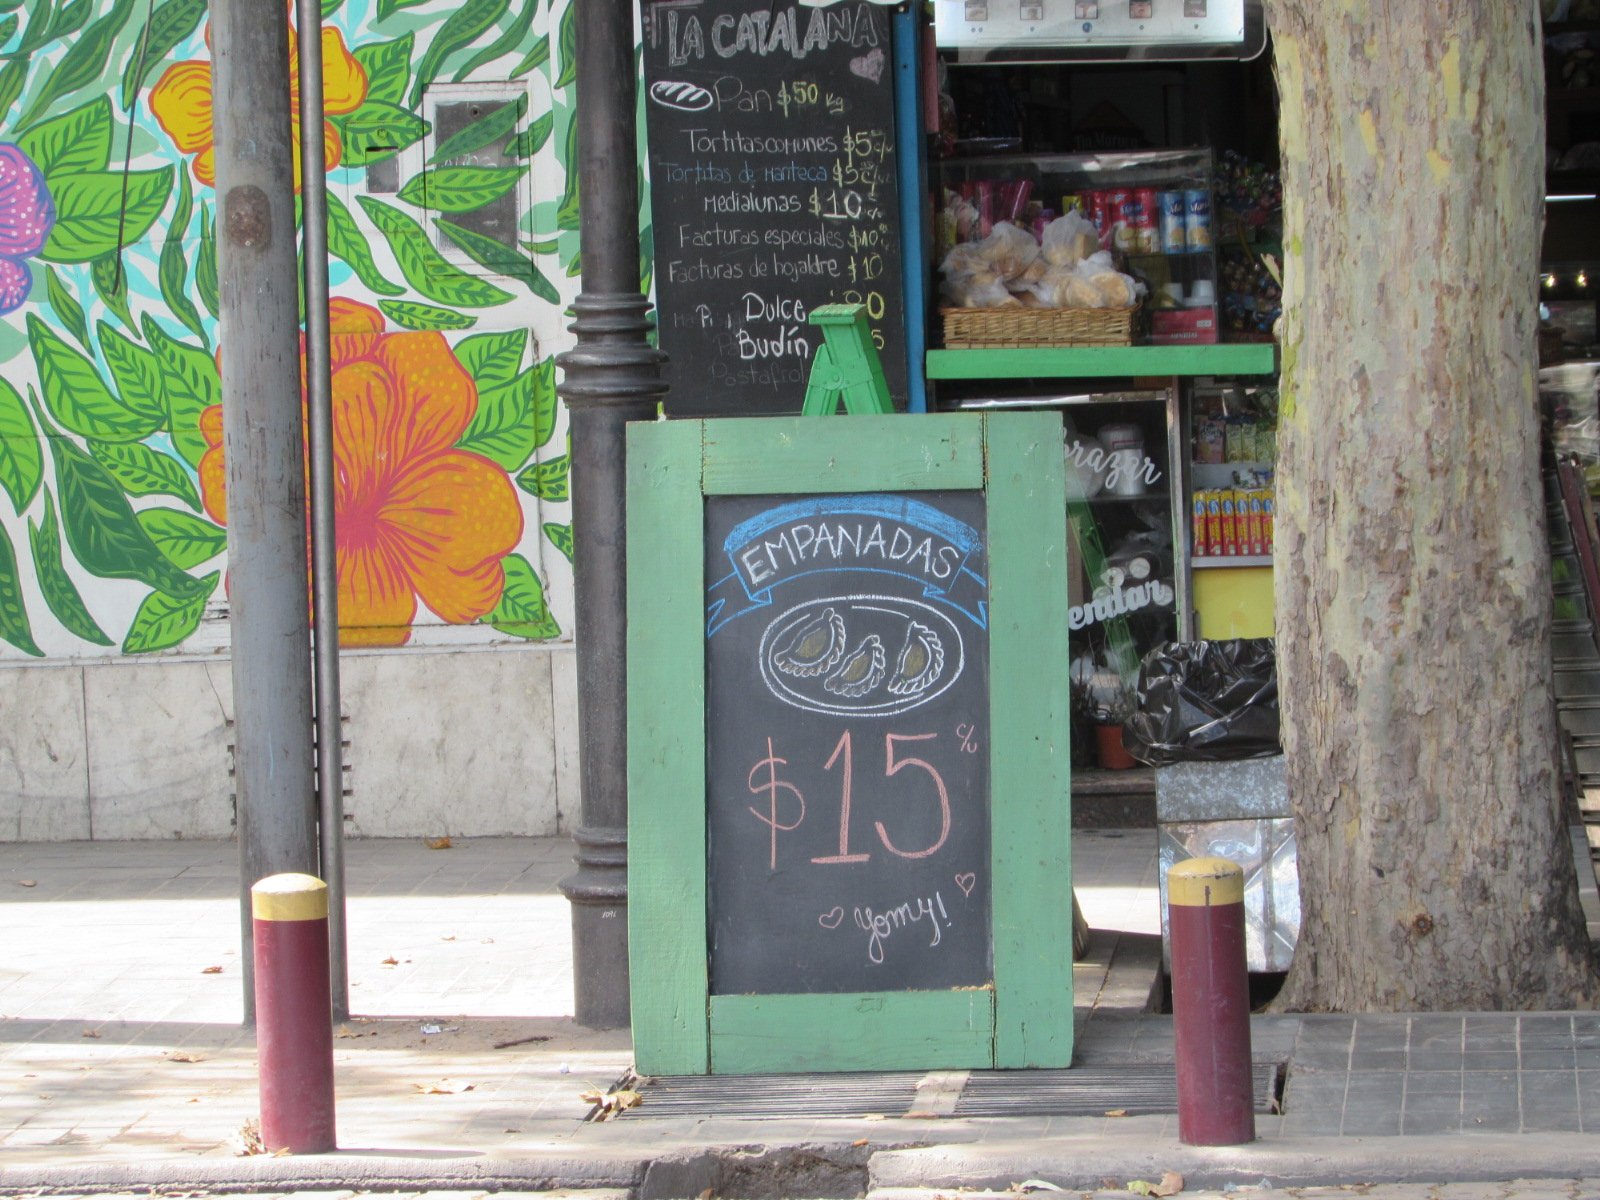 LA CATALANA
Pan $50 Kg
Tortitas comunes $5 c/u
Tortitas de manteca $5 c/u
Medialunas $10
Facturas especiales $10
Facturas de hojaldre $10
Dulce
Budín
Pastafrol
EMPANADAS
$15 c/u
yomy!